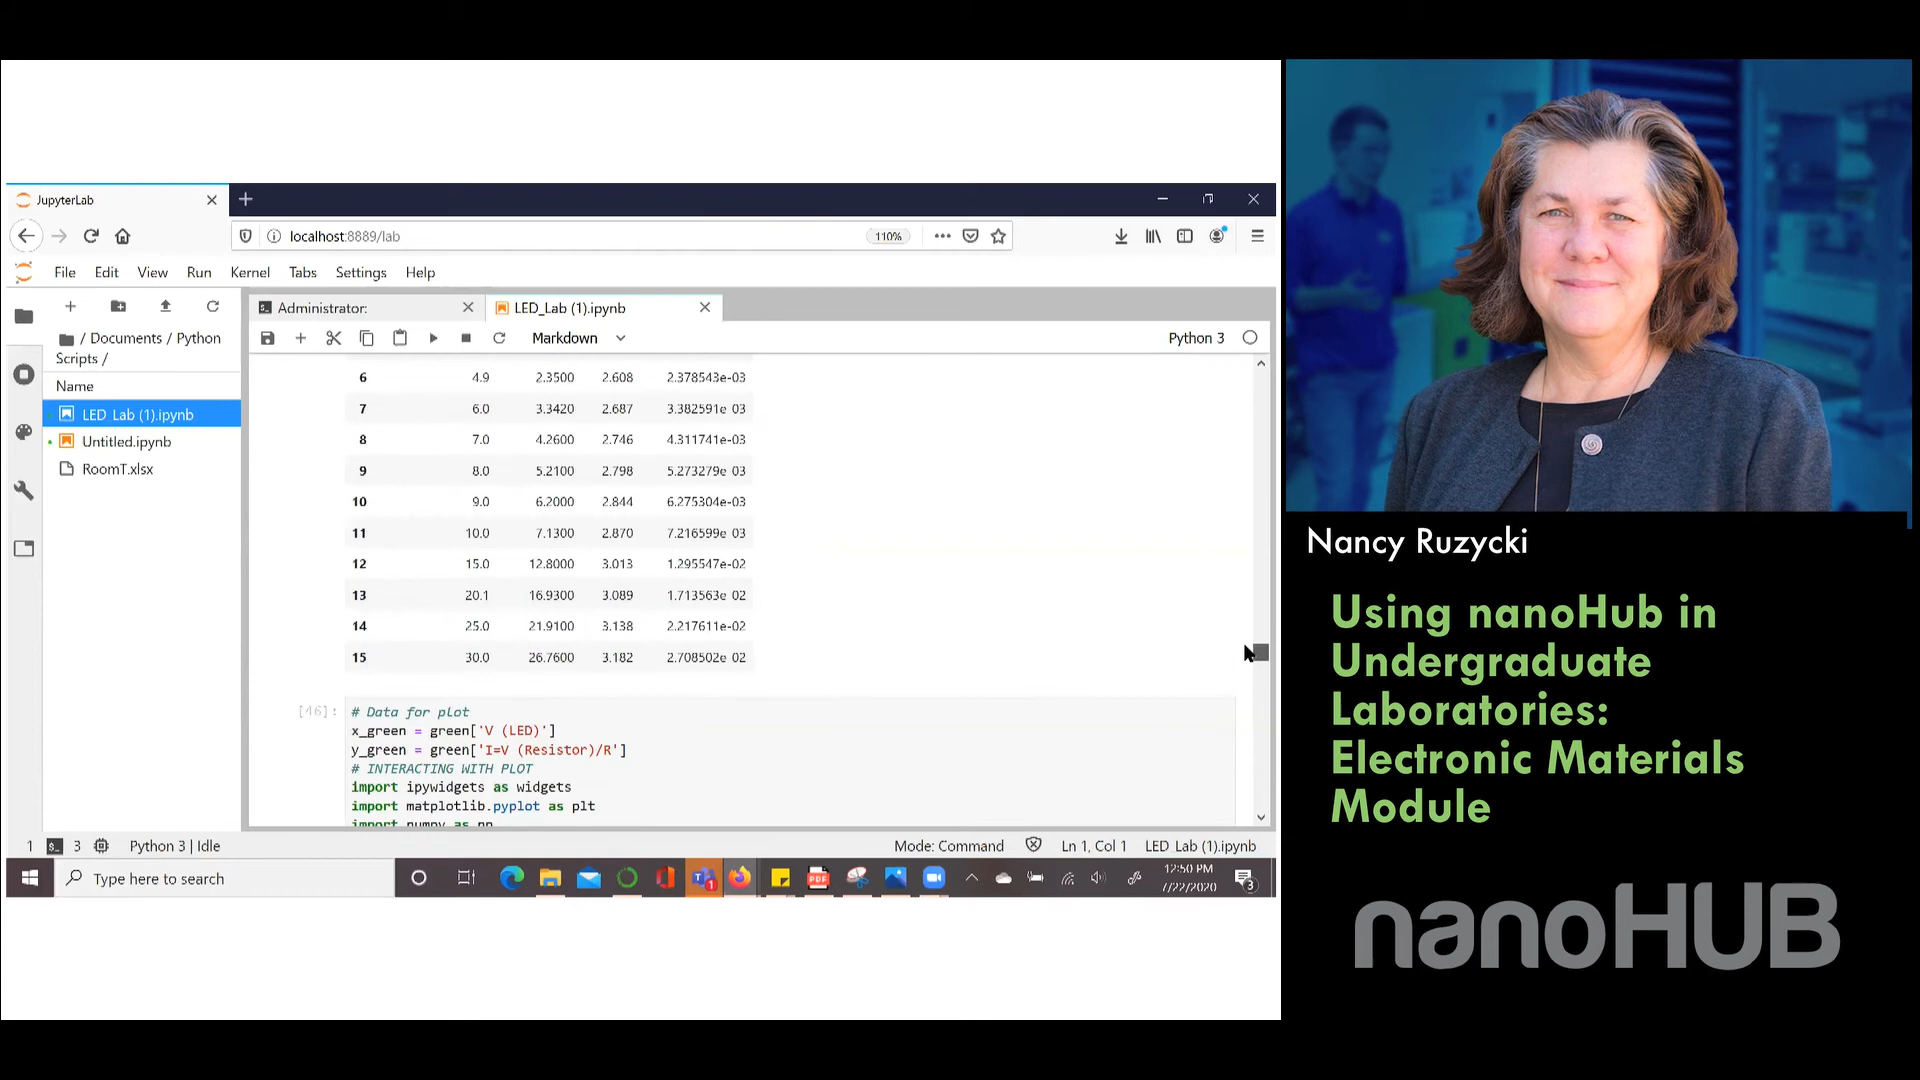 JupyterLab
localhost:8889/lab
110%
File Edit View Run Kernel Tabs Settings Help
Administrator:
LED_Lab (1).ipynb
/ Documents / Python
Scripts /
Markdown
Python 3
Name
LED_Lab (1).ipynb
Untitled.ipynb
RoomT.xlsx
6 4.9 2.3500 2.608 2.378543e-03
7 6.0 3.3420 2.687 3.382591e 03
8 7.0 4.2600 2.746 4.311741e-03
9 8.0 5.2100 2.798 5.273279e 03
10 9.0 6.2000 2.844 6.275304e-03
11 10.0 7.1300 2.870 7.216599e 03
12 15.0 12.8000 3.013 1.295547e-02
13 20.1 16.9300 3.089 1.713563e 02
14 25.0 21.9100 3.138 2.217611e-02
15 30.0 26.7600 3.182 2.708502e 02
[46]:
# Data for plot
x_green = green['V (LED)']
y_green = green['I=V (Resistor)/R']
# INTERACTING WITH PLOT
import ipywidgets as widgets
import matplotlib.pyplot as plt
import numpy as np
1 3 Python 3 | Idle
Mode: Command Ln 1, Col 1 LED_Lab (1).ipynb
Type here to search
12:50 PM
7/22/2020
3
Nancy Ruzycki
Using nanoHub in
Undergraduate
Laboratories:
Electronic Materials
Module
nanoHUB